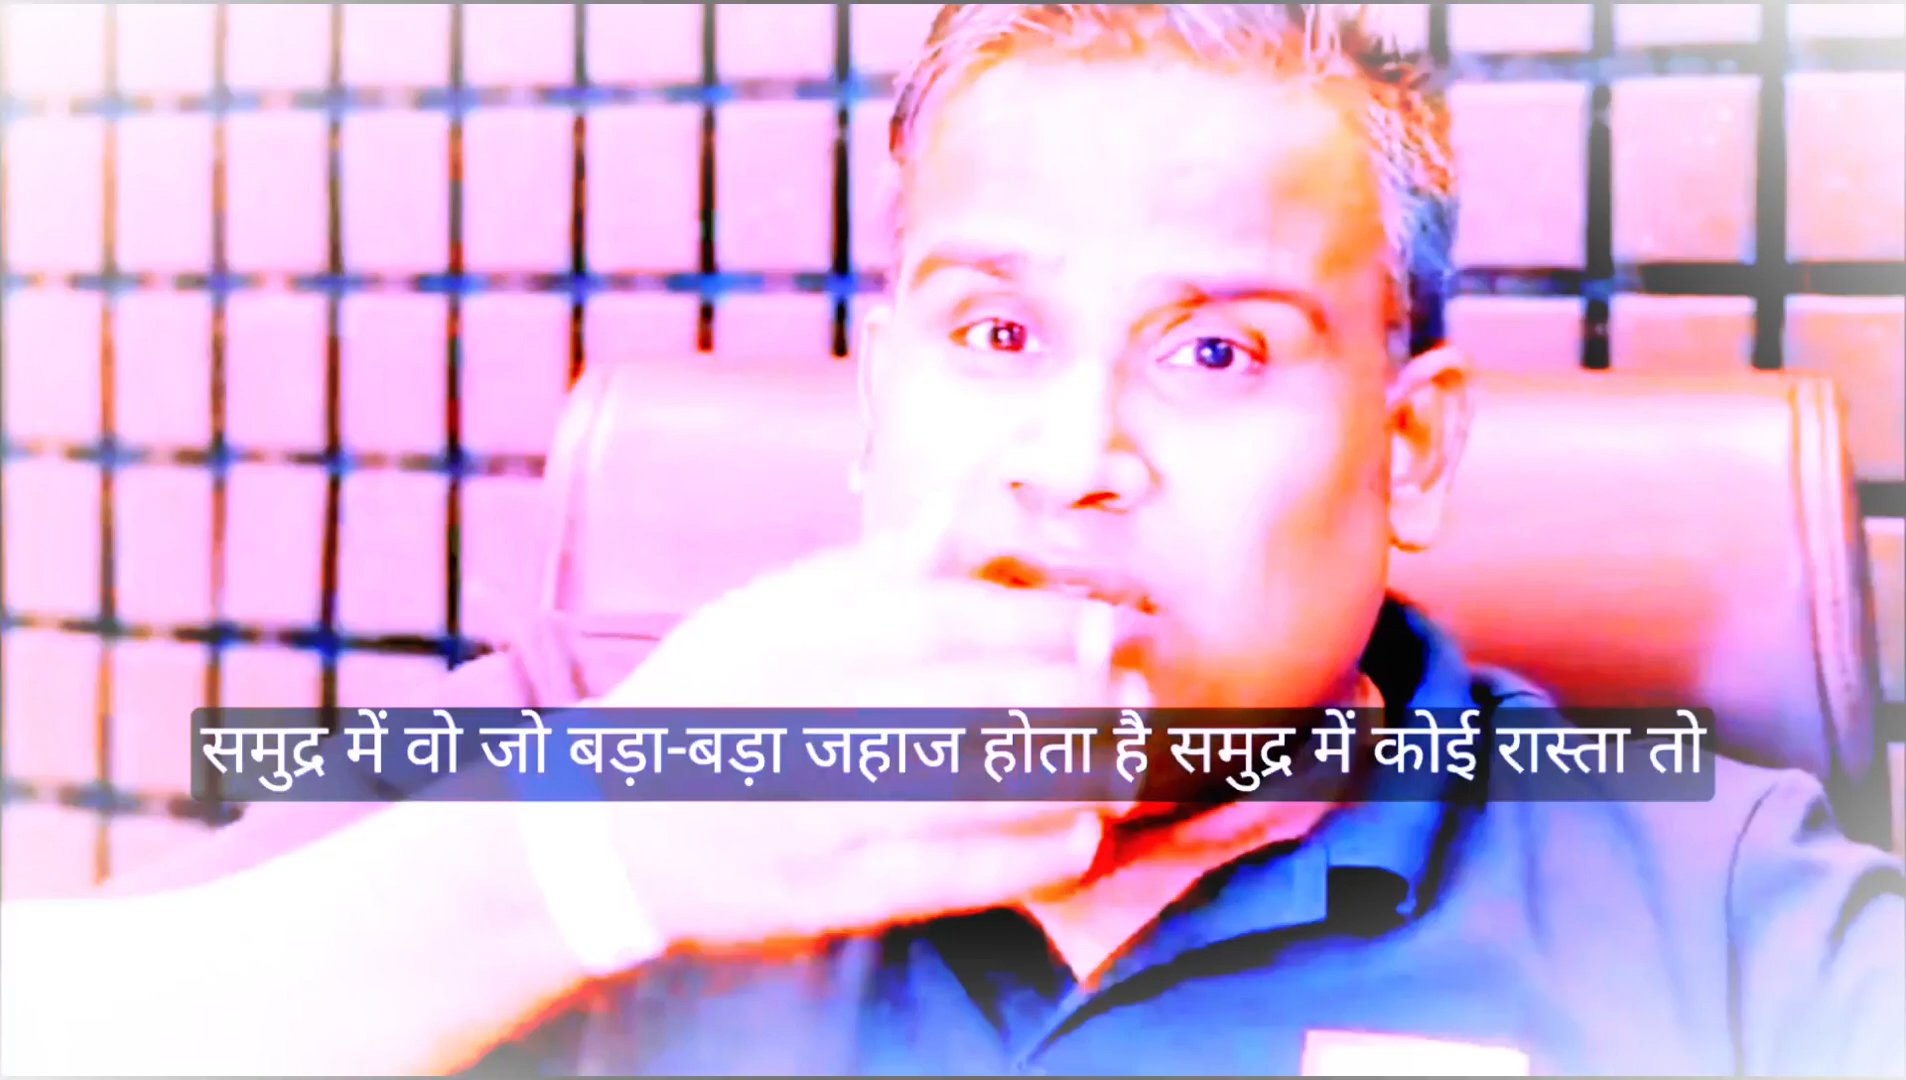 समुद्र में वो जो बड़ा-बड़ा जहाज होता है समुद्र में कोई रास्ता तो